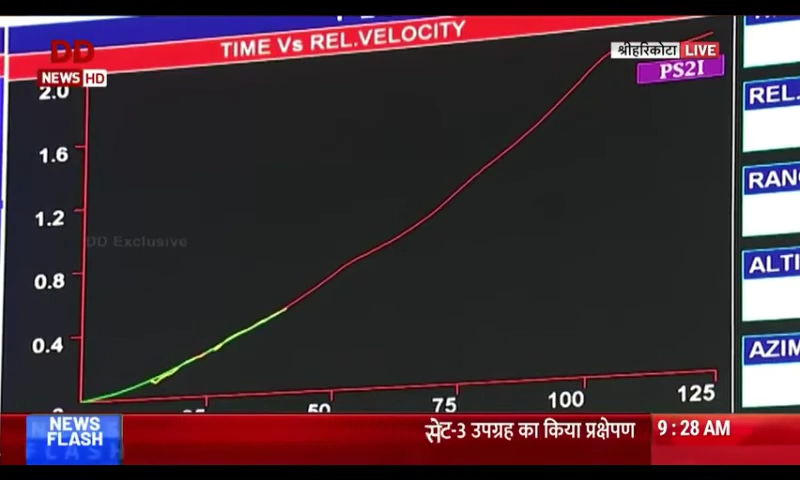 TIME Vs REL.VELOCITY
DD
NEWS HD
श्रीहरिकोटा LIVE
PS2I
2.0
1.6
1.2
0.8
0.4
50
75
100
125
REL.
ALTI
AZIM
DD Exclusive
NEWS
FLASH
सेट-3 उपग्रह का किया प्रक्षेपण
9:28 AM